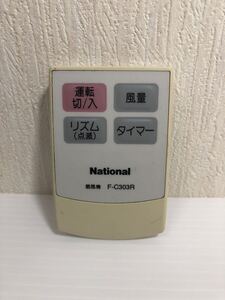 運転
切/入
風量
リズム
(点滅)
タイマー
National
扇風機 F-C303R